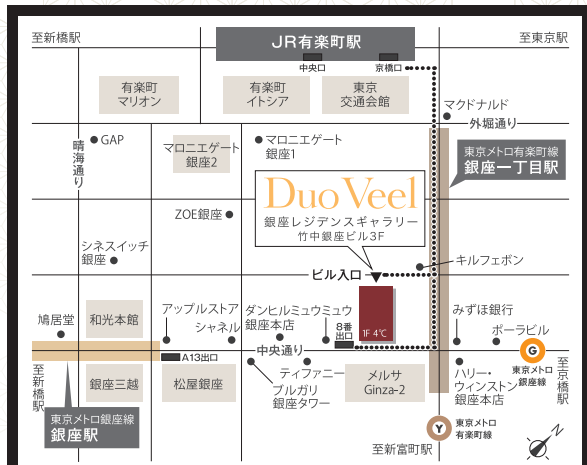 至新橋駅
JR有楽町駅
至東京駅
中央口
京橋口
有楽町
マリオン
有楽町
イトシア
東京
交通会館
マクドナルド
外堀通り
晴海通り
GAP
マロニエゲート
銀座2
マロニエゲート
銀座1
東京メトロ有楽町線
銀座一丁目駅
Duo Veel
銀座レジデンスギャラリー
竹中銀座ビル3F
ZOE銀座
シネスイッチ
銀座
キルフェボン
ビル入口
鳩居堂
和光本館
アップルストア
シャネル
ダンヒル
銀座本店
ミュウミュウ
8番
出口
1F 4℃
みずほ銀行
ポーラビル
A13出口
中央通り
G
東京メトロ
銀座線
至新橋駅
銀座三越
松屋銀座
ティファニー
ブルガリ
銀座タワー
メルサ
Ginza-2
ハリー・
ウィンストン
銀座本店
至京橋駅
東京メトロ銀座線
銀座駅
Y
東京メトロ
有楽町線
至新富町駅
N